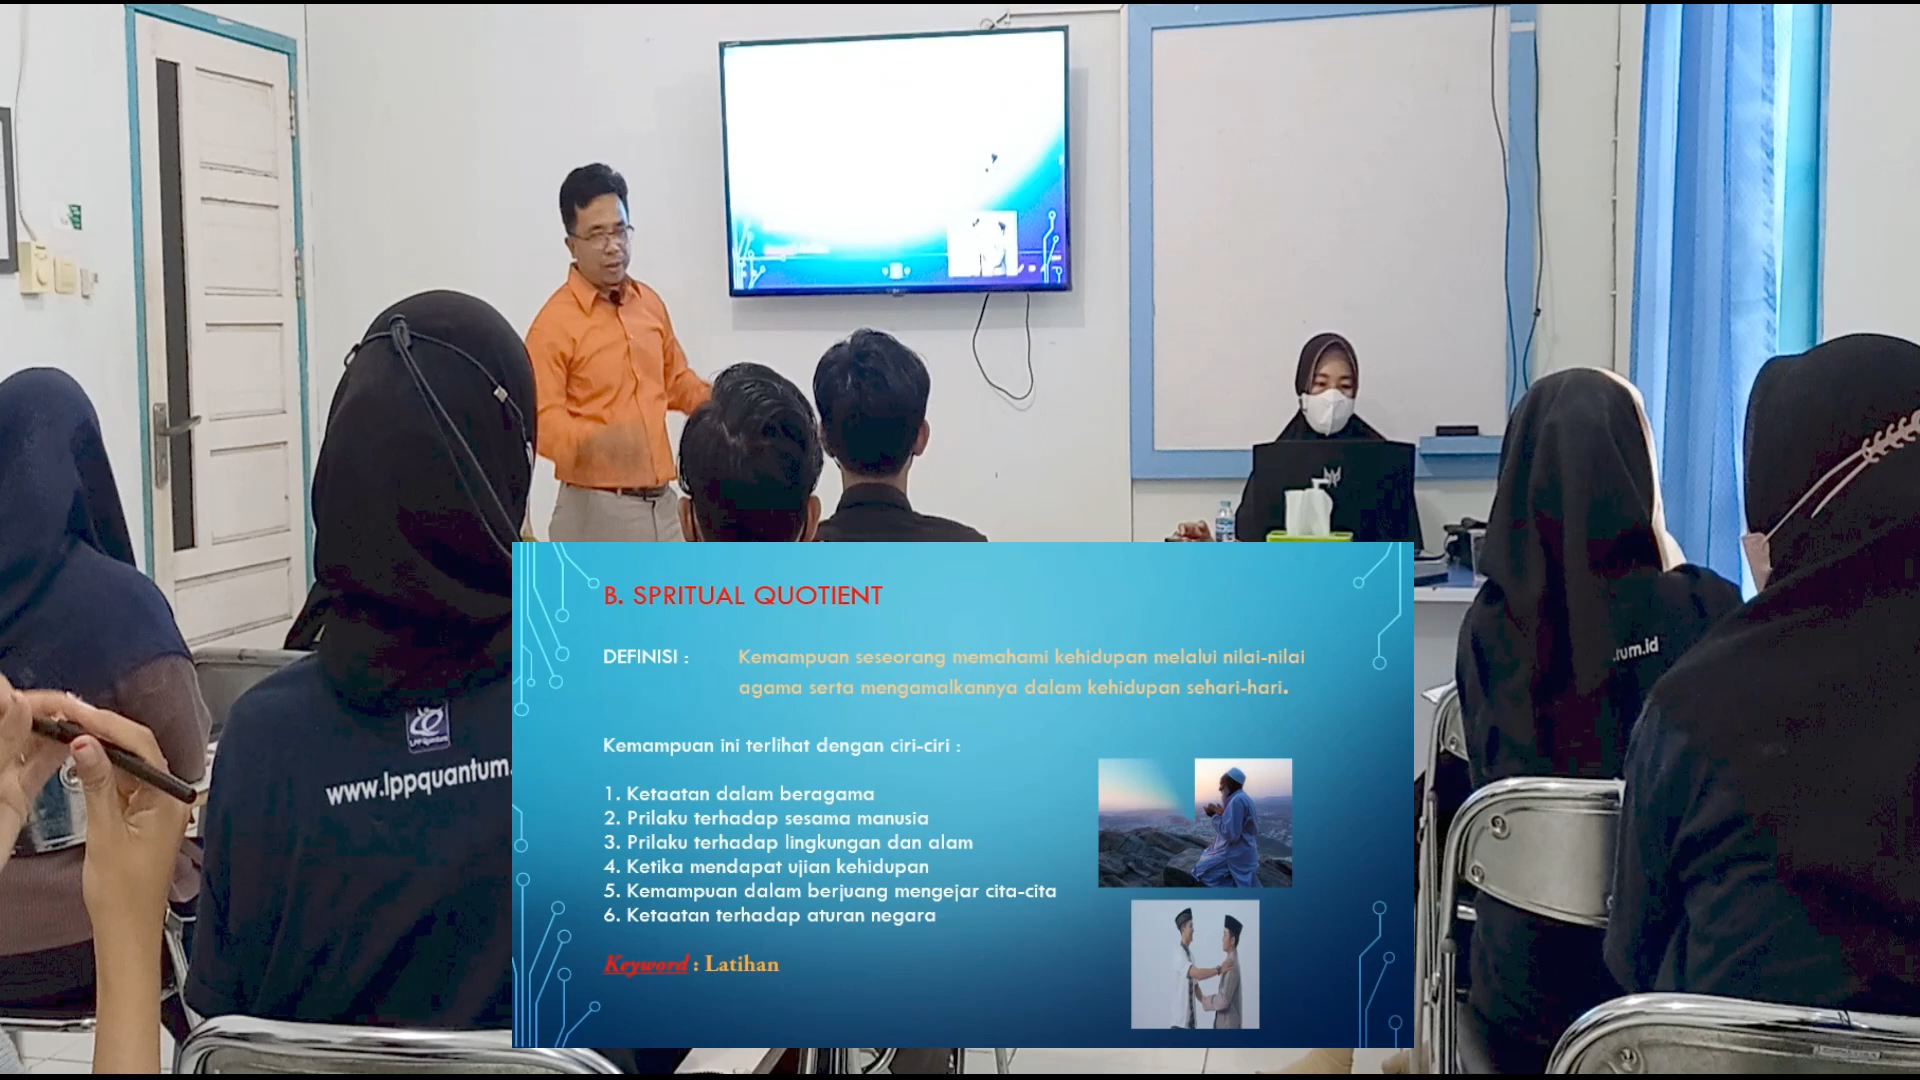 B. SPRITUAL QUOTIENT
DEFINISI : Kemampuan seseorang memahami kehidupan melalui nilai-nilai
agama serta mengamalkannya dalam kehidupan sehari-hari.
Kemampuan ini terlihat dengan ciri-ciri :
1. Ketaatan dalam beragama
2. Prilaku terhadap sesama manusia
3. Prilaku terhadap lingkungan dan alam
4. Ketika mendapat ujian kehidupan
5. Kemampuan dalam berjuang mengejar cita-cita
6. Ketaatan terhadap aturan negara
Keyword : Latihan
LPP Quantum
www.lppquantum.
.rum.id